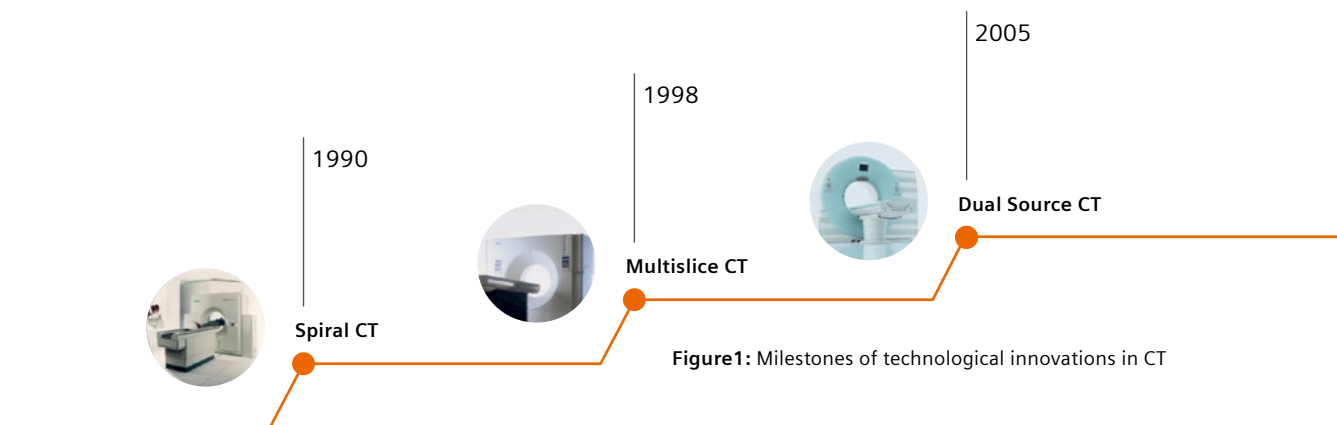 2005
1998
1990
Dual Source CT
Multislice CT
Spiral CT
Figure1: Milestones of technological innovations in CT